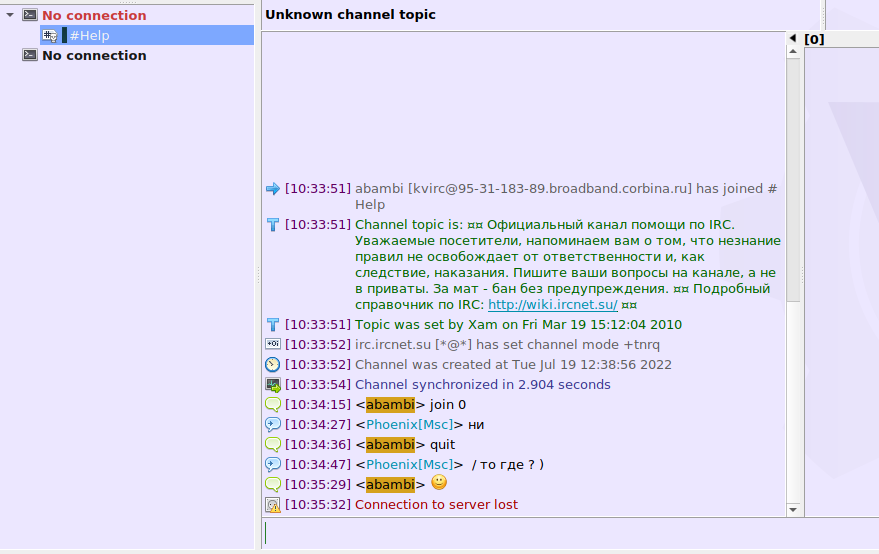 No connection
#Help
No connection
Unknown channel topic
[0]
[10:33:51] abambi [kvirc@95-31-183-89.broadband.corbina.ru] has joined #
Help
[10:33:51] Channel topic is: ¤¤ Официальный канал помощи по IRC.
Уважаемые посетители, напоминаем вам о том, что незнание
правил не освобождает от ответственности и, как
следствие, наказания. Пишите ваши вопросы на канале, а не
в приваты. За мат - бан без предупреждения. ¤¤ Подробный
справочник по IRC: http://wiki.ircnet.su/ ¤¤
[10:33:51] Topic was set by Xam on Fri Mar 19 15:12:04 2010
[10:33:52] irc.ircnet.su [*@*] has set channel mode +tnrq
[10:33:52] Channel was created at Tue Jul 19 12:38:56 2022
[10:33:54] Channel synchronized in 2.904 seconds
[10:34:15] <abambi> join 0
[10:34:27] <Phoenix[Msc]> ни
[10:34:36] <abambi> quit
[10:34:47] <Phoenix[Msc]> / то где ? )
[10:35:29] <abambi>
[10:35:32] Connection to server lost